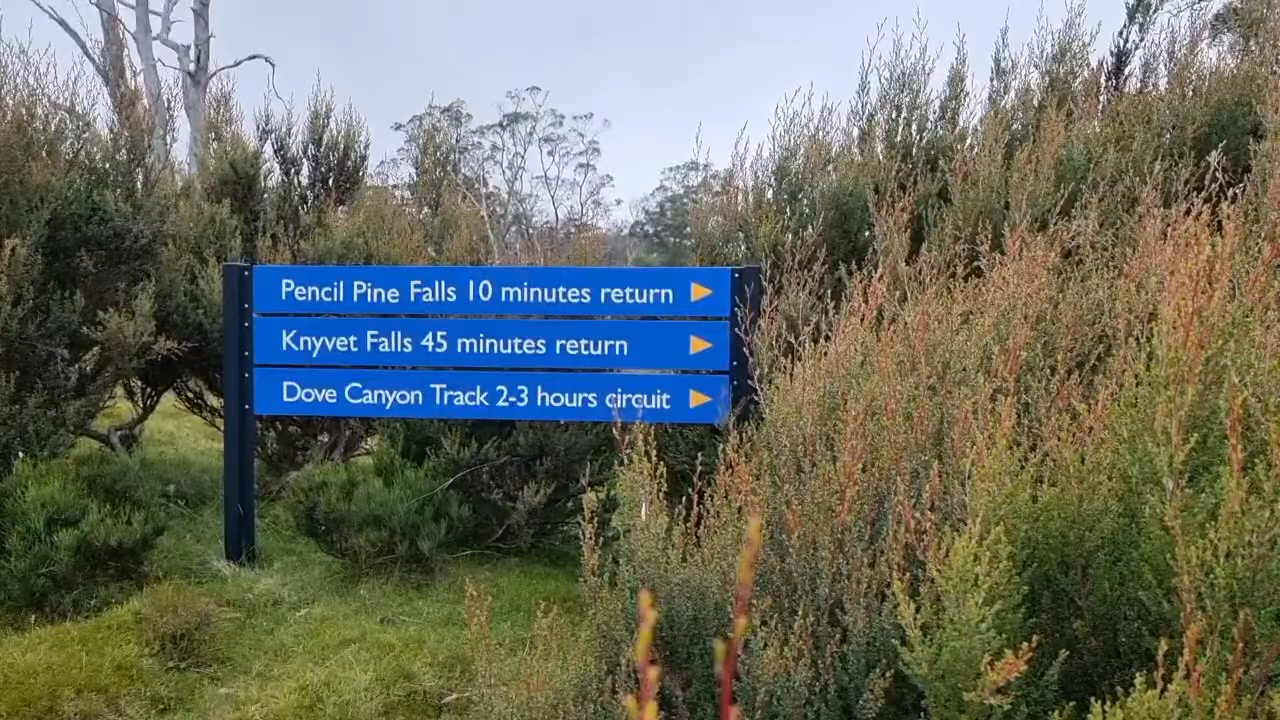 Pencil Pine Falls 10 minutes return
Knyvet Falls 45 minutes return
Dove Canyon Track 2-3 hours circuit